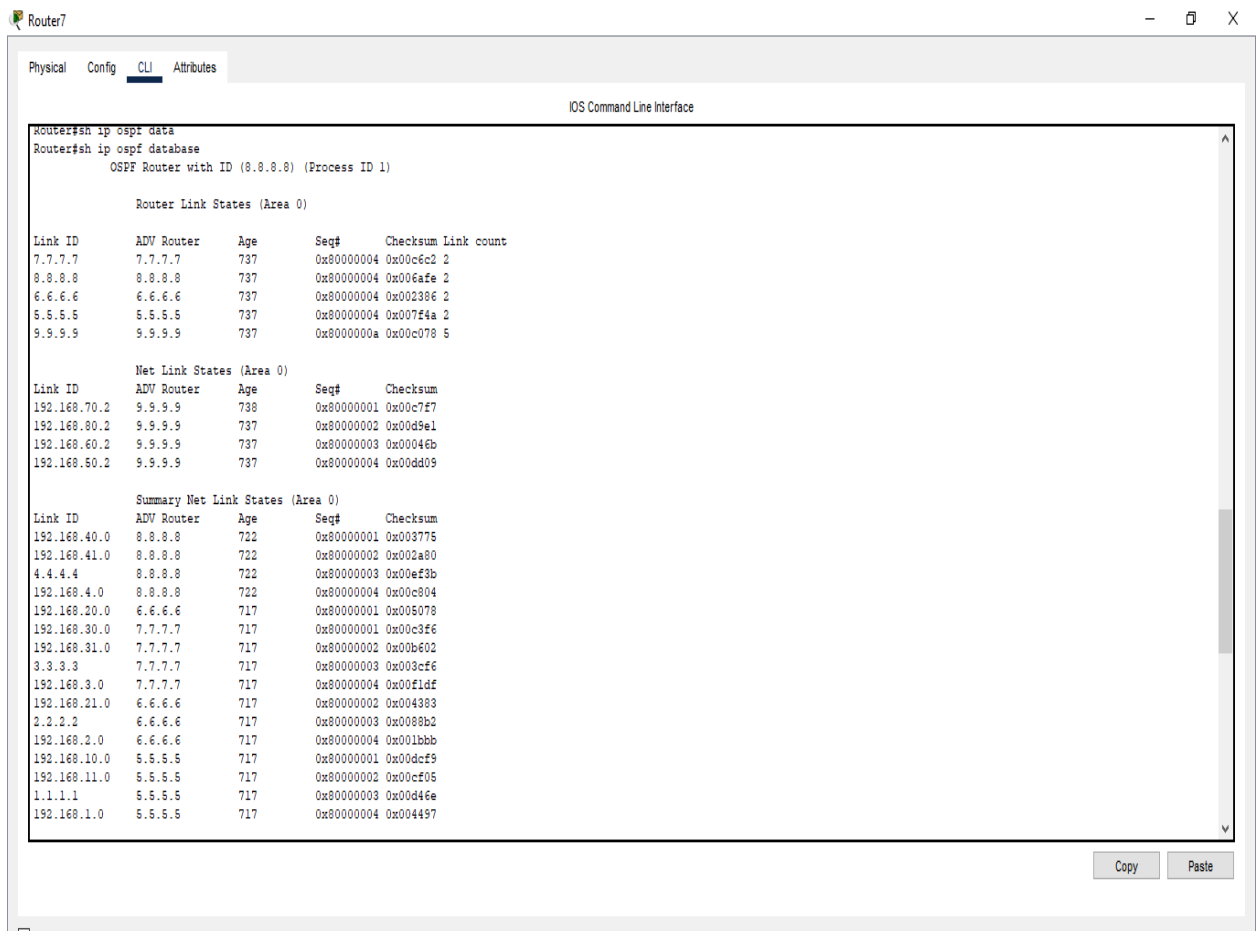 Router7
Physical Config CLI Attributes
IOS Command Line Interface
Router#sh ip ospf data
Router#sh ip ospf database
OSPF Router with ID (8.8.8.8) (Process ID 1)
Router Link States (Area 0)
Link ID ADV Router Age Seq# Checksum Link count
7.7.7.7 7.7.7.7 737 0x80000004 0x00c6c2 2
8.8.8.8 8.8.8.8 737 0x80000004 0x006afe 2
6.6.6.6 6.6.6.6 737 0x80000004 0x002386 2
5.5.5.5 5.5.5.5 737 0x80000004 0x007f4a 2
9.9.9.9 9.9.9.9 737 0x8000000a 0x00c078 5
Net Link States (Area 0)
Link ID ADV Router Age Seq# Checksum
192.168.70.2 9.9.9.9 738 0x80000001 0x00c7f7
192.168.80.2 9.9.9.9 737 0x80000002 0x00d9e1
192.168.60.2 9.9.9.9 737 0x80000003 0x00046b
192.168.50.2 9.9.9.9 737 0x80000004 0x00dd09
Summary Net Link States (Area 0)
Link ID ADV Router Age Seq# Checksum
192.168.40.0 8.8.8.8 722 0x80000001 0x003775
192.168.41.0 8.8.8.8 722 0x80000002 0x002a80
4.4.4.4 8.8.8.8 722 0x80000003 0x00ef3b
192.168.4.0 8.8.8.8 722 0x80000004 0x00c804
192.168.20.0 6.6.6.6 717 0x80000001 0x005078
192.168.30.0 7.7.7.7 717 0x80000001 0x00c3f6
192.168.31.0 7.7.7.7 717 0x80000002 0x00b602
3.3.3.3 7.7.7.7 717 0x80000003 0x003cf6
192.168.3.0 7.7.7.7 717 0x80000004 0x00f1df
192.168.21.0 6.6.6.6 717 0x80000002 0x004383
2.2.2.2 6.6.6.6 717 0x80000003 0x0088b2
192.168.2.0 6.6.6.6 717 0x80000004 0x001bbb
192.168.10.0 5.5.5.5 717 0x80000001 0x00dcf9
192.168.11.0 5.5.5.5 717 0x80000002 0x00cf05
1.1.1.1 5.5.5.5 717 0x80000003 0x00d46e
192.168.1.0 5.5.5.5 717 0x80000004 0x004497
Copy Paste